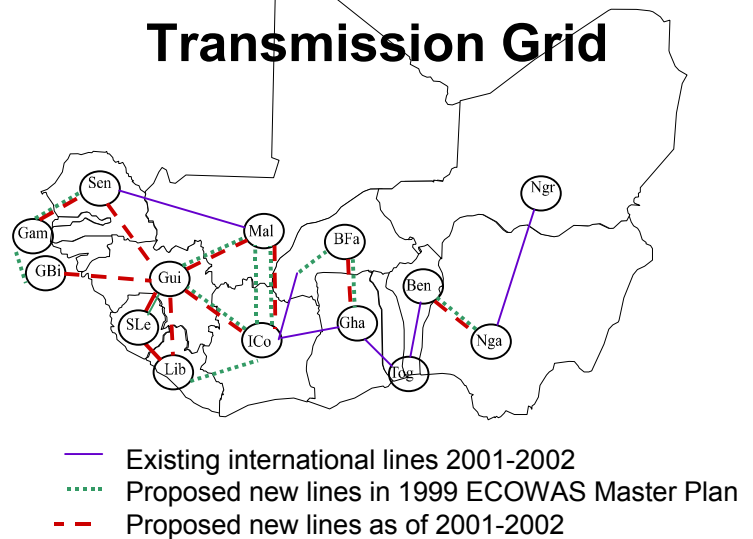 Transmission Grid
Sen
Ngr
Gam
Mal
BFa
GBi
Gui
Ben
SLe
ICo
Gha
Nga
Lib
Tog
Existing international lines 2001-2002
Proposed new lines in 1999 ECOWAS Master Plan
Proposed new lines as of 2001-2002